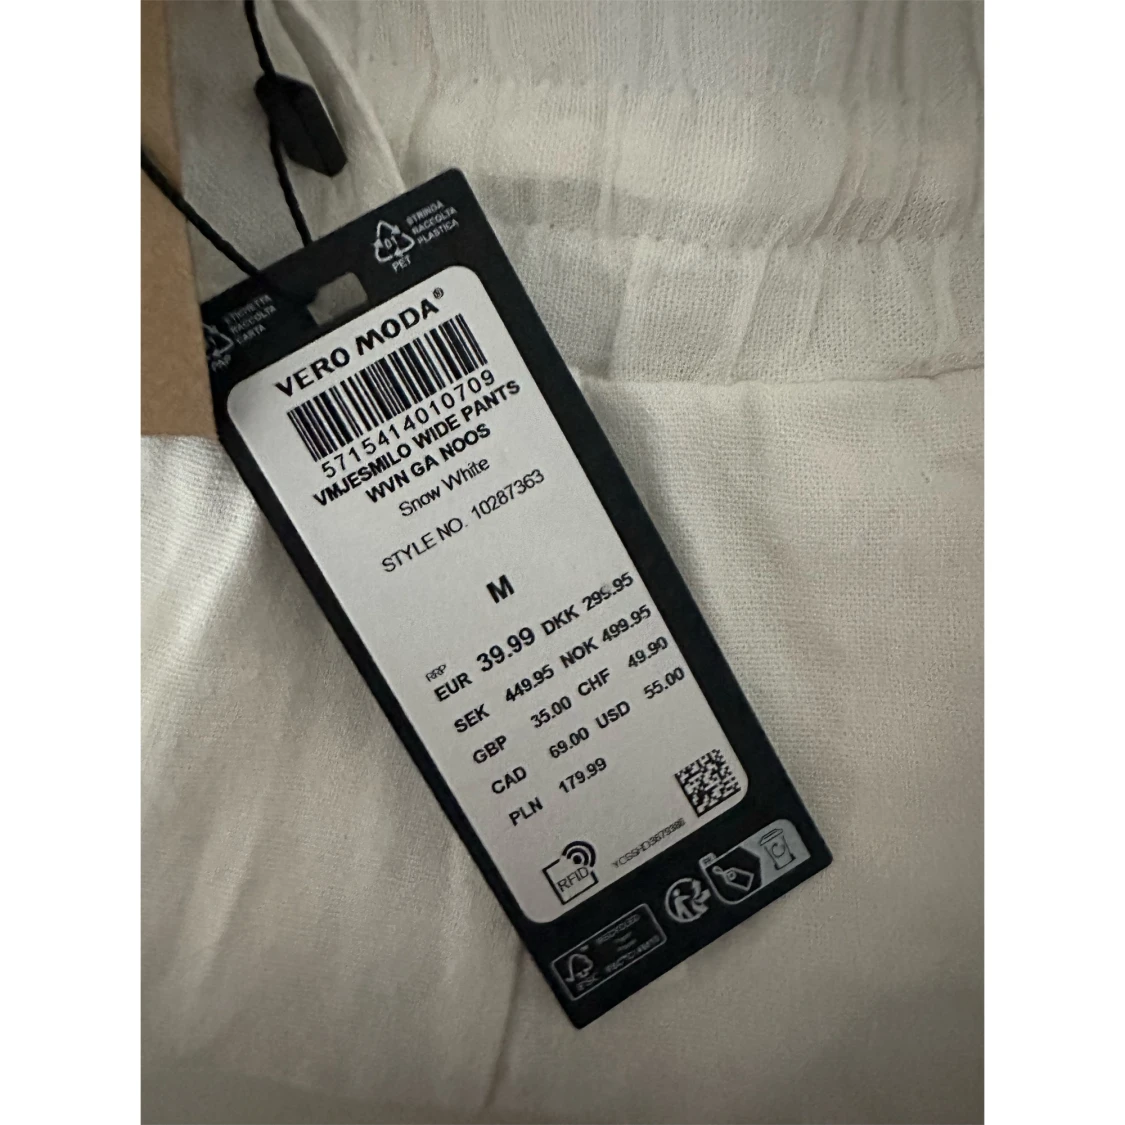 STRINGA
RACCOLTA
PLASTICA
01
PET
ETICHETTA
RACCOLTA
CARTA
PAP
VERO MODA®
5715414010709
VMJESMILO WIDE PANTS
WVN GA NOOS
Snow White
STYLE NO. 10287363
M
RRP
EUR 39.99 DKK 299.95
SEK 449.95 NOK 499.95
GBP 35.00 CHF 49.90
CAD 69.00 USD 55.00
PLN 179.99
RFID
FSC